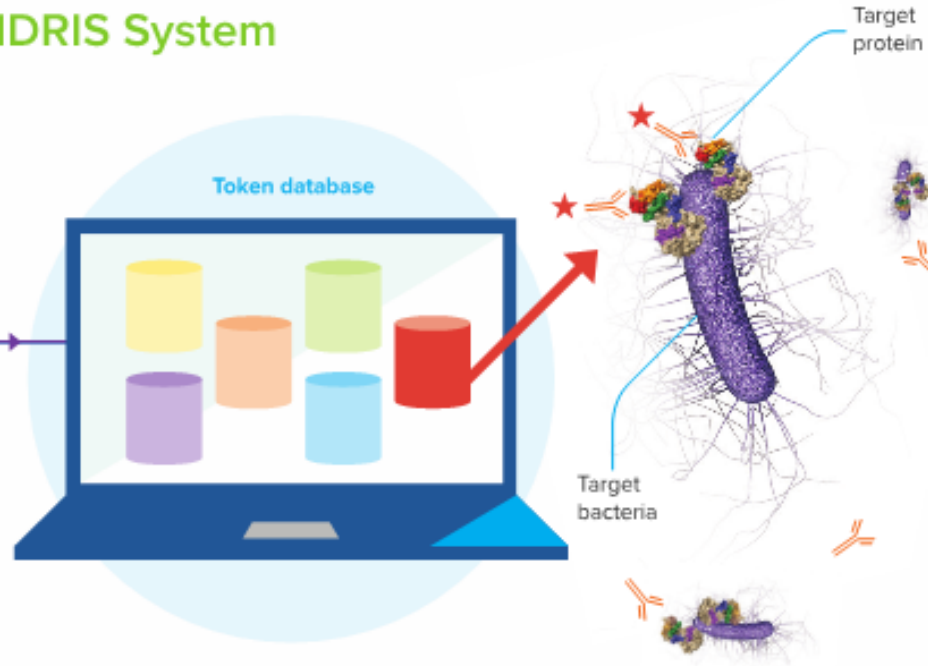 IDRIS System
Target
protein
Token database
Target
bacteria